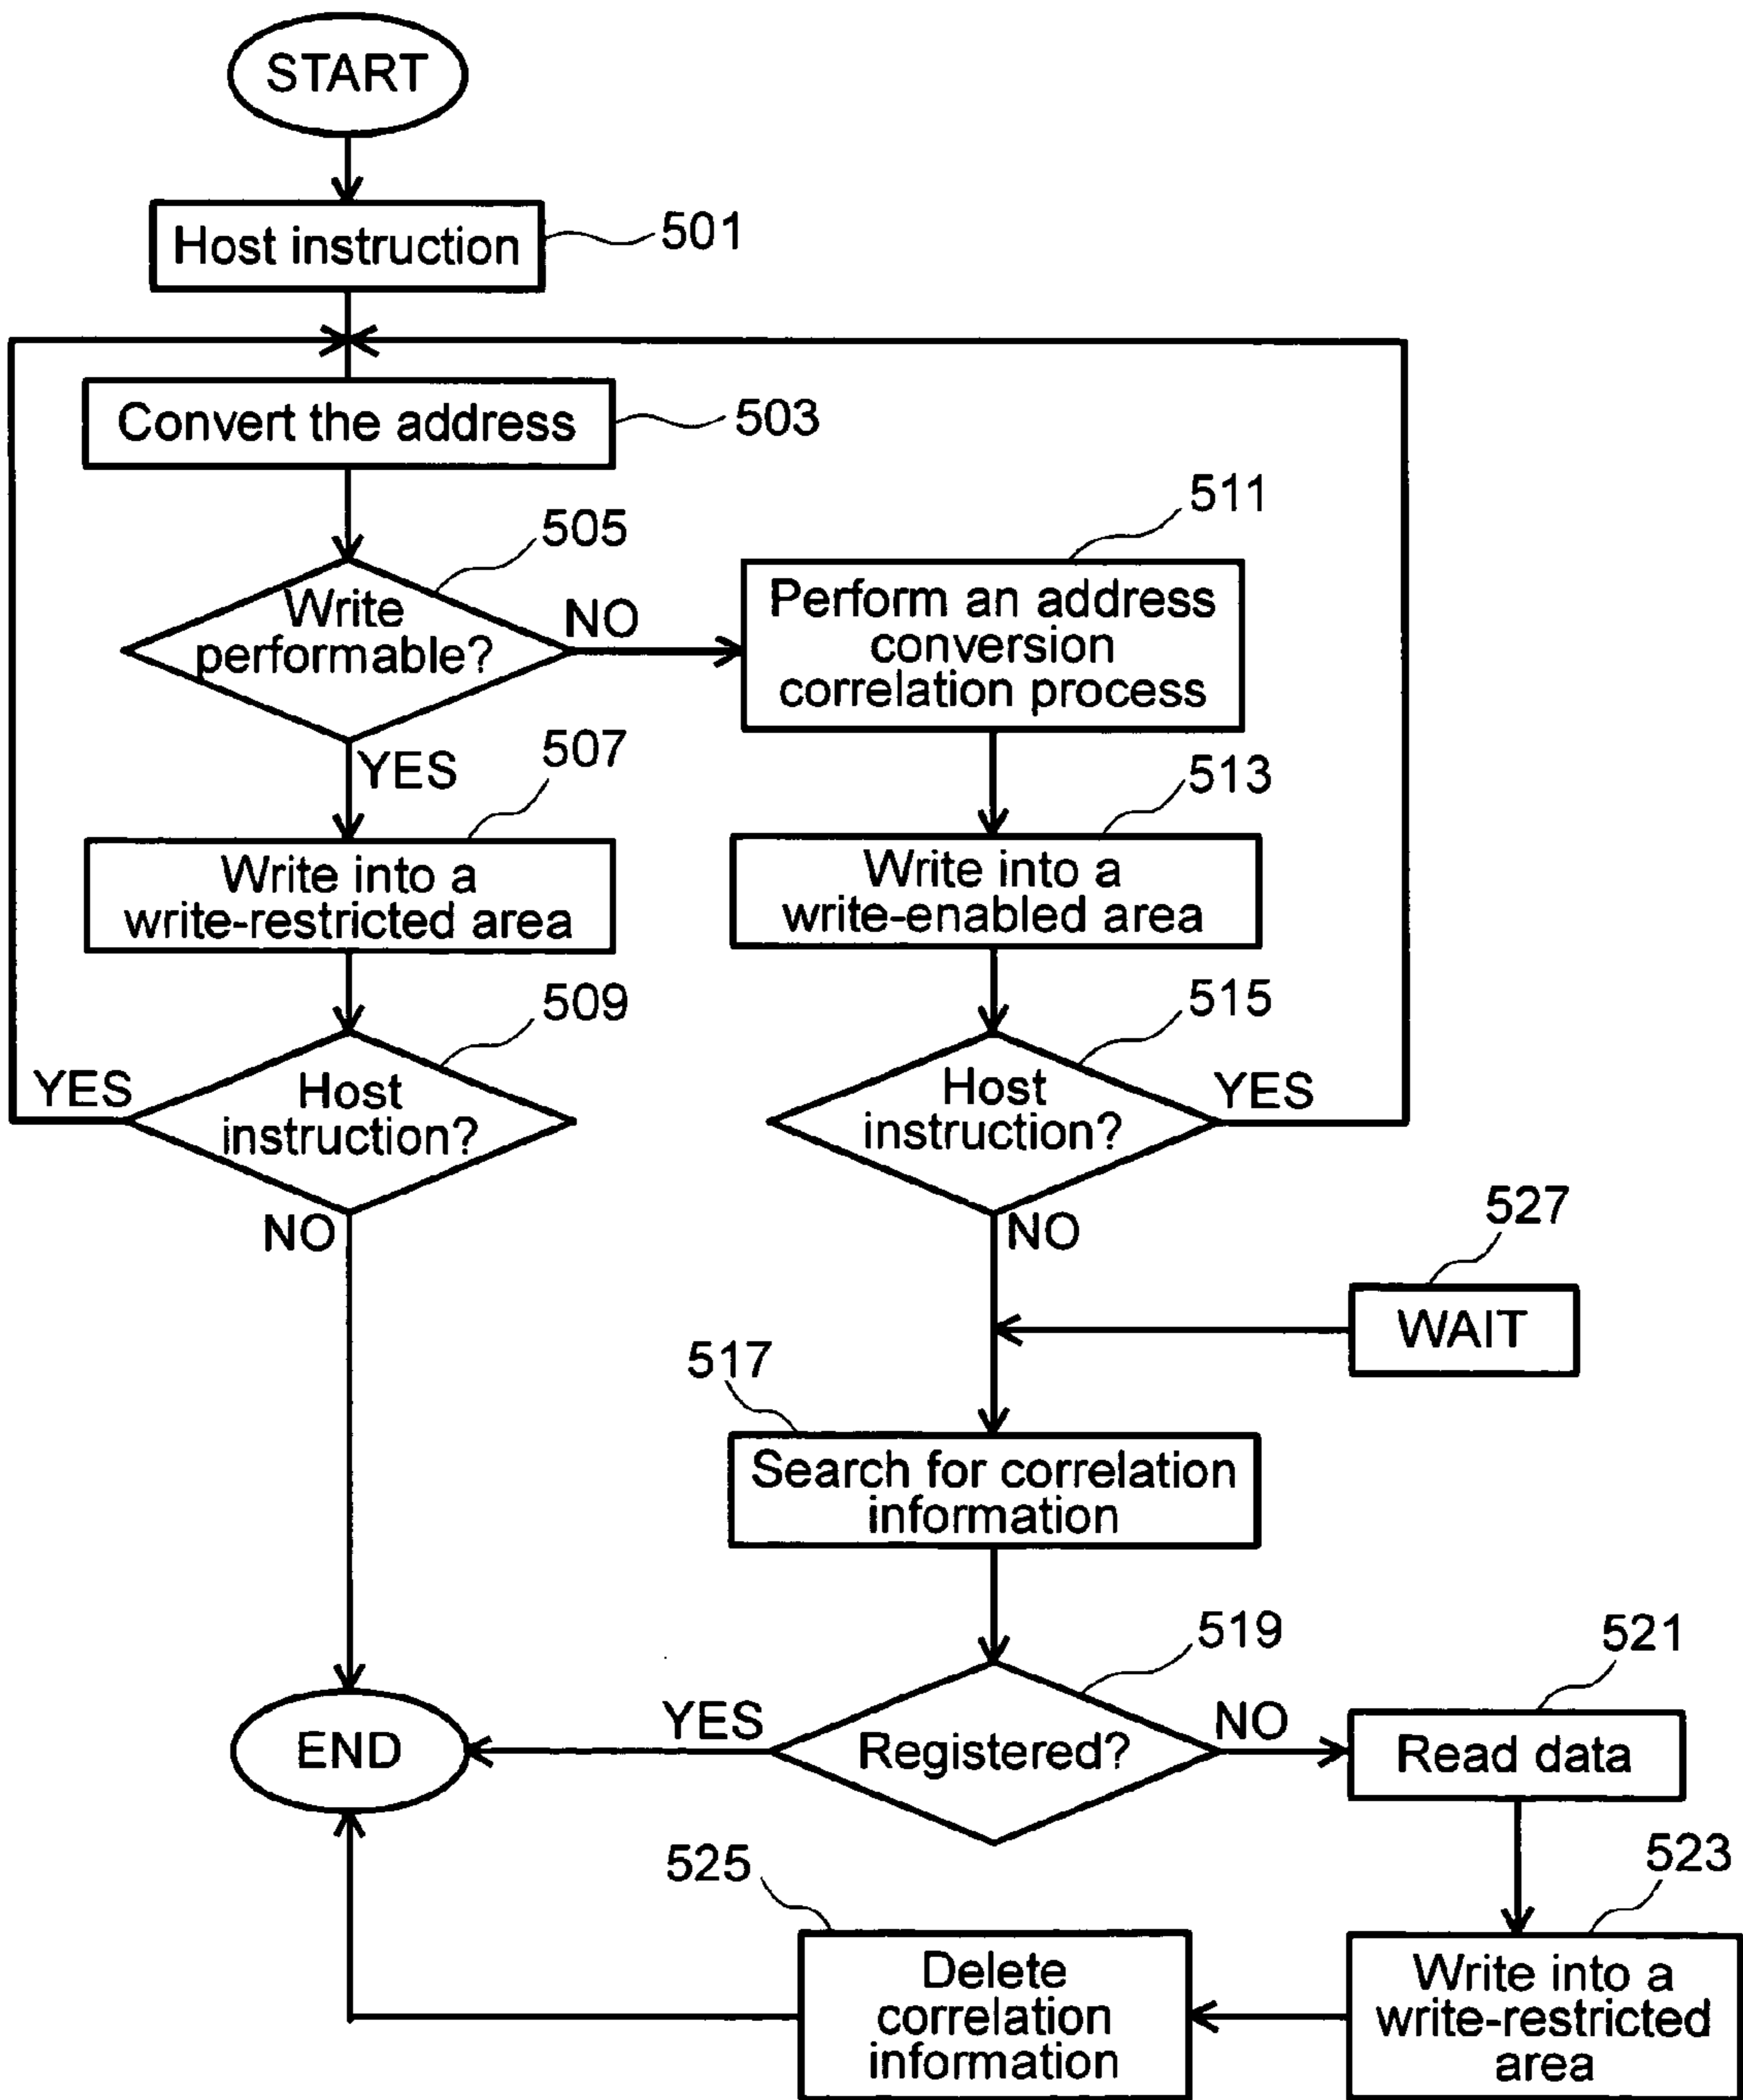 START
Host instruction
501
Convert the address
503
505
Write
performable?
NO
YES
511
Perform an address
conversion
correlation process
507
Write into a
write-restricted area
513
Write into a
write-enabled area
509
Host
instruction?
YES
NO
515
Host
instruction?
YES
NO
527
WAIT
517
Search for correlation
information
519
Registered?
YES
NO
END
521
Read data
523
Write into a
write-restricted
area
525
Delete
correlation
information